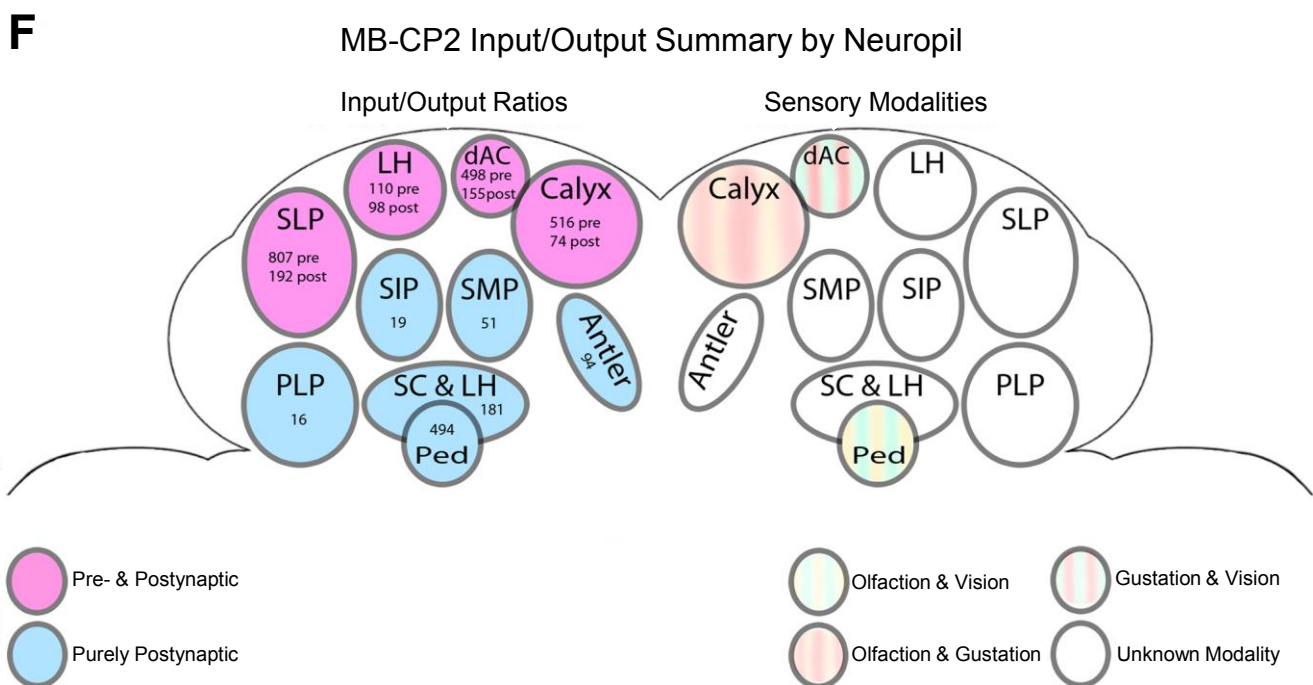 F
MB-CP2 Input/Output Summary by Neuropil
Input/Output Ratios
Sensory Modalities
LH
110 pre
98 post
dAC
498 pre
155post
Calyx
516 pre
74 post
SLP
807 pre
192 post
SIP
19
SMP
51
Antler
94
PLP
16
SC & LH
181
494
Ped
Calyx
dAC
LH
SLP
SMP
SIP
Antler
SC & LH
PLP
Ped
Pre- & Postynaptic
Purely Postynaptic
Olfaction & Vision
Gustation & Vision
Olfaction & Gustation
Unknown Modality